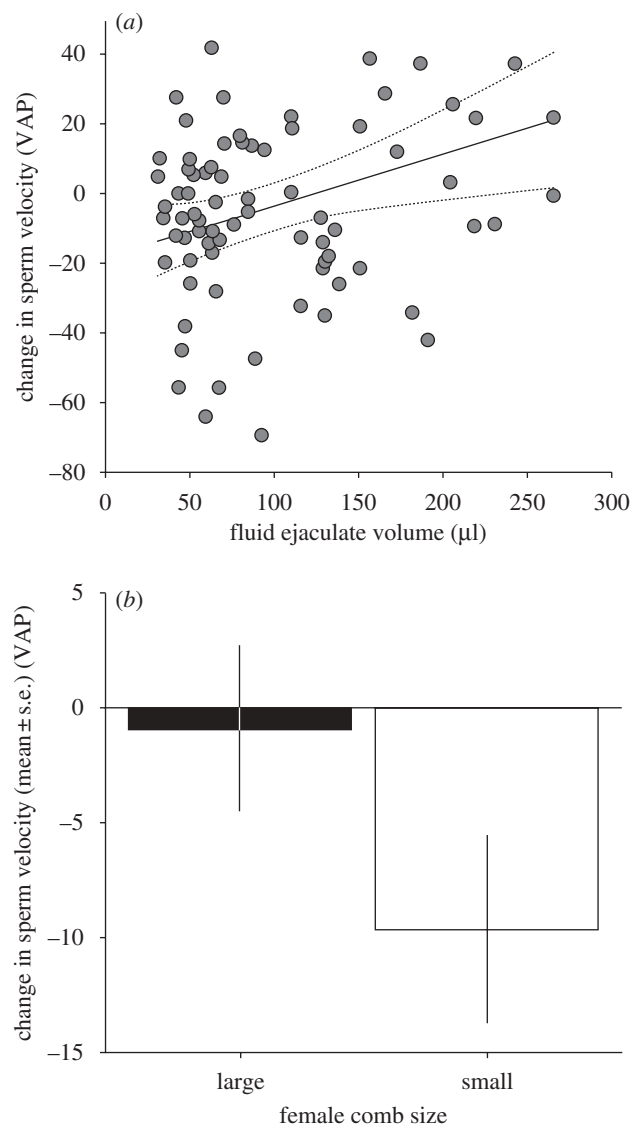 (a)
40
20
0
–20
–40
–60
–80
change in sperm velocity (VAP)
0 50 100 150 200 250 300
fluid ejaculate volume (μl)
(b)
5
0
–5
–10
–15
change in sperm velocity (mean ± s.e.) (VAP)
large small
female comb size